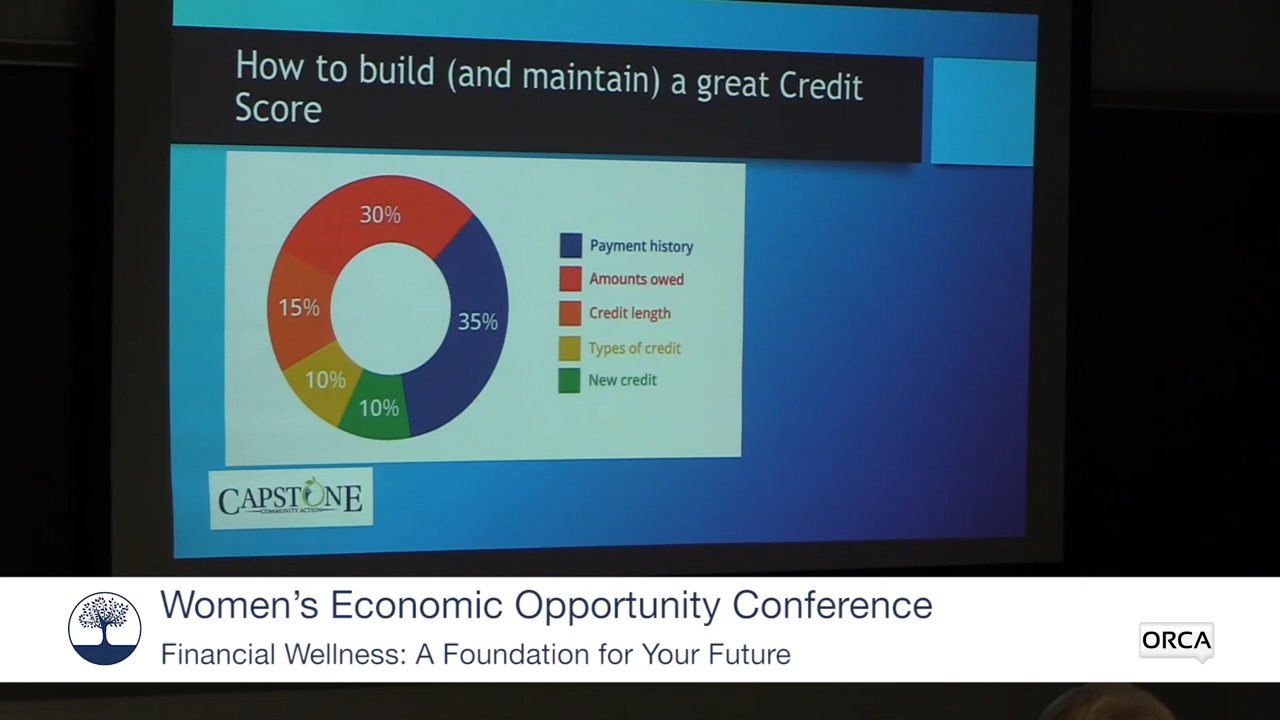 How to build (and maintain) a great Credit
Score
30%
15%
35%
10%
10%
Payment history
Amounts owed
Credit length
Types of credit
New credit
CAPSTONE
COMMUNITY ACTION
Women's Economic Opportunity Conference
Financial Wellness: A Foundation for Your Future
ORCA